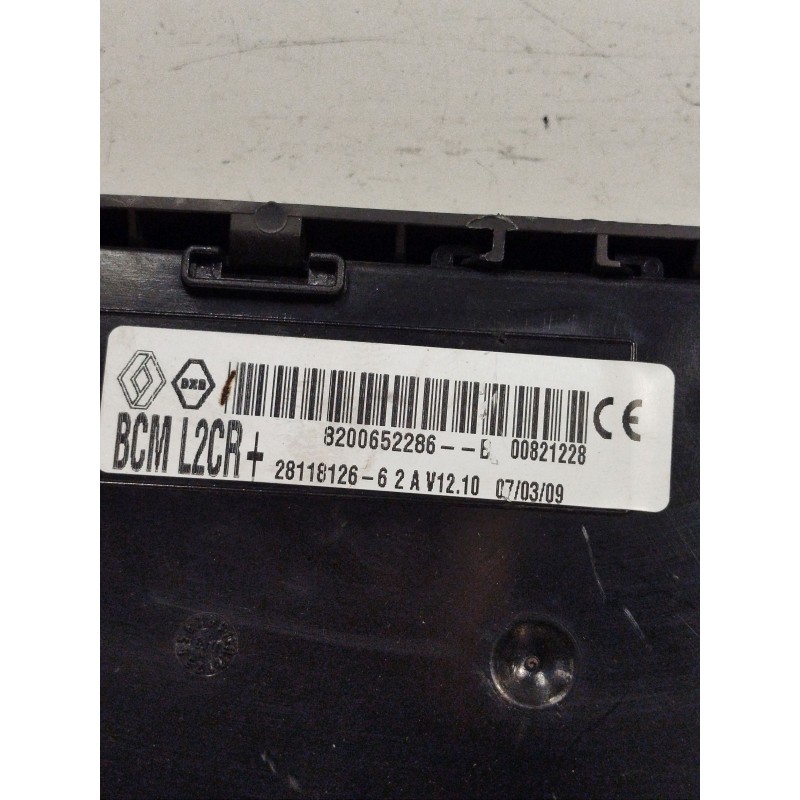 BCM L2CR+
8200652286--B 00821228
28118126-6 2 A V12.10 07/03/09
CE